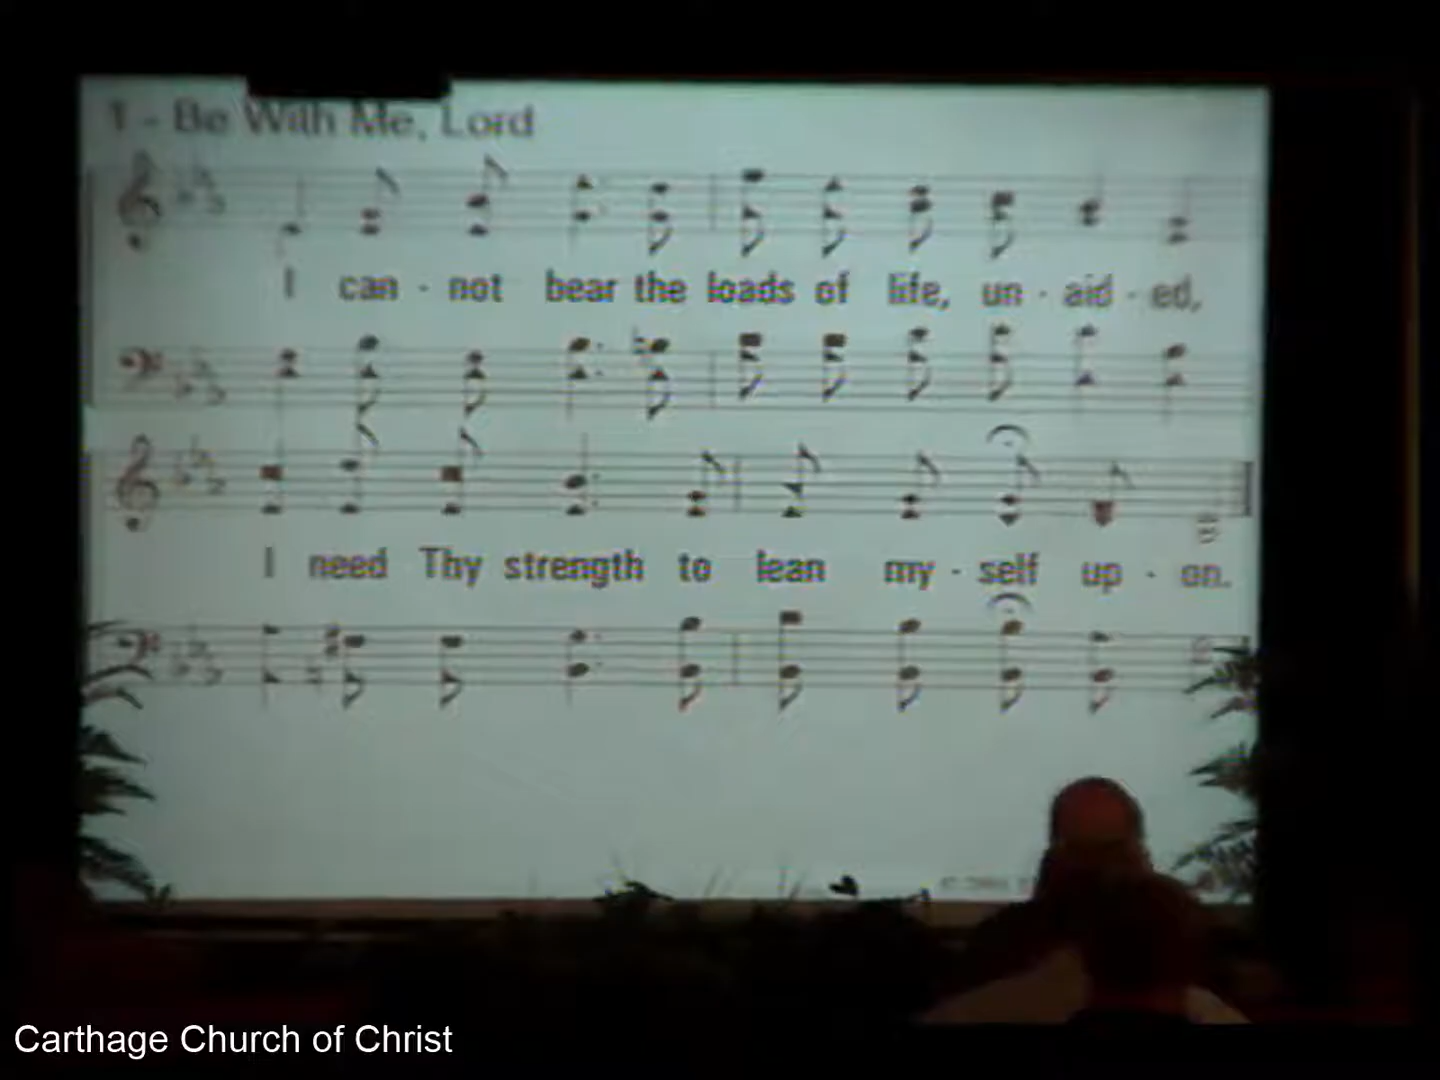 1 - Be With Me, Lord
I can - not bear the loads of life, un - aid - ed,
I need Thy strength to lean my - self up - on.
Carthage Church of Christ